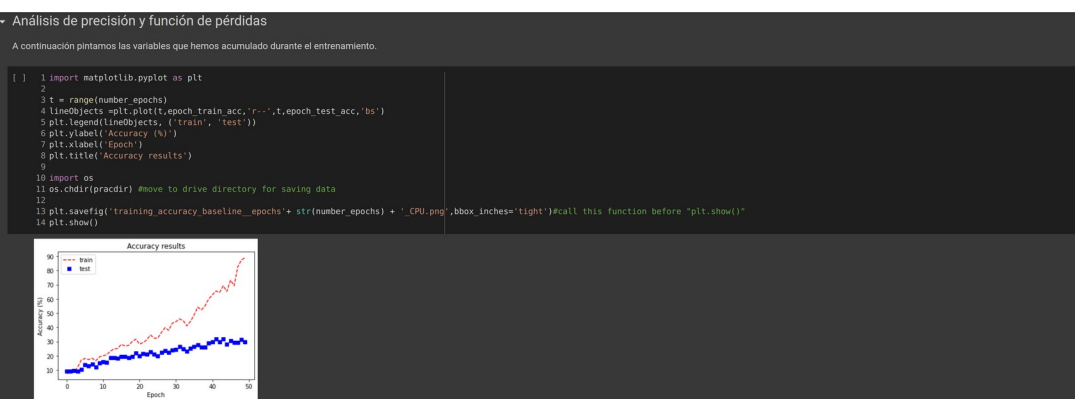 Análisis de precisión y función de pérdidas
A continuación pintamos las variables que hemos acumulado durante el entrenamiento.
[ ] 1 import matplotlib.pyplot as plt
2
3 t = range(number_epochs)
4 lineObjects =plt.plot(t,epoch_train_acc,'r--',t,epoch_test_acc,'bs')
5 plt.legend(lineObjects, ('train', 'test'))
6 plt.ylabel('Accuracy (%)')
7 plt.xlabel('Epoch')
8 plt.title('Accuracy results')
9
10 import os
11 os.chdir(pracdir) #move to drive directory for saving data
12
13 plt.savefig('training_accuracy_baseline__epochs'+ str(number_epochs) + '_CPU.png',bbox_inches='tight')#call this function before "plt.show()"
14 plt.show()
Accuracy results
train
test
Accuracy (%)
90
80
70
60
50
40
30
20
10
0 10 20 30 40 50
Epoch